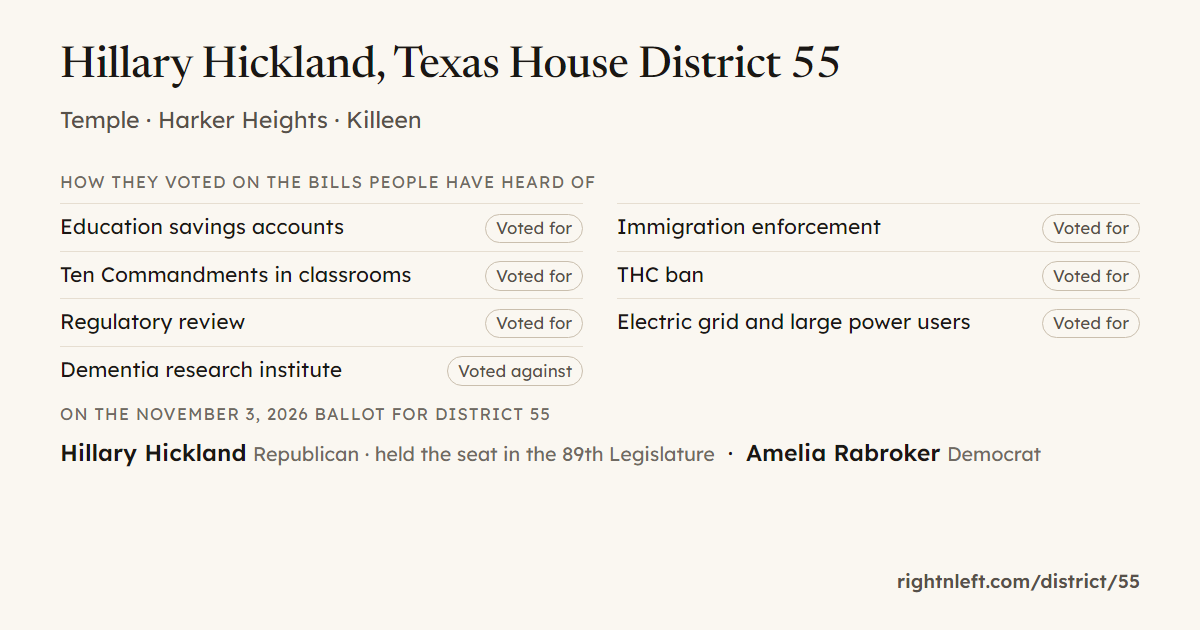 Hillary Hickland, Texas House District 55
Temple · Harker Heights · Killeen
HOW THEY VOTED ON THE BILLS PEOPLE HAVE HEARD OF
Education savings accounts Voted for
Immigration enforcement Voted for
Ten Commandments in classrooms Voted for
THC ban Voted for
Regulatory review Voted for
Electric grid and large power users Voted for
Dementia research institute Voted against
ON THE NOVEMBER 3, 2026 BALLOT FOR DISTRICT 55
Hillary Hickland Republican · held the seat in the 89th Legislature · Amelia Rabroker Democrat
rightnleft.com/district/55